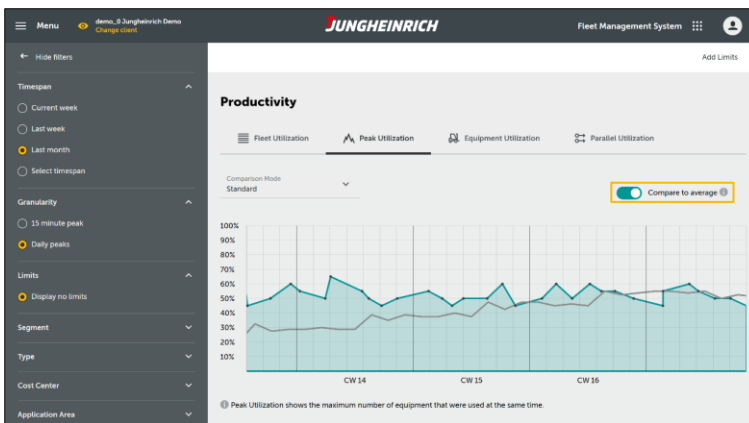 Menu
demo_0 Jungheinrich Demo
Change client
JUNGHEINRICH
Fleet Management System
Hide filters
Add Limits
Timespan
Current week
Last week
Last month
Select timespan
Granularity
15 minute peak
Daily peaks
Limits
Display no limits
Segment
Type
Cost Center
Application Area
Productivity
Fleet Utilization
Peak Utilization
Equipment Utilization
Parallel Utilization
Comparison Mode
Standard
Compare to average
100%
90%
80%
70%
60%
50%
40%
30%
20%
10%
CW 14
CW 15
CW 16
Peak Utilization shows the maximum number of equipment that were used at the same time.